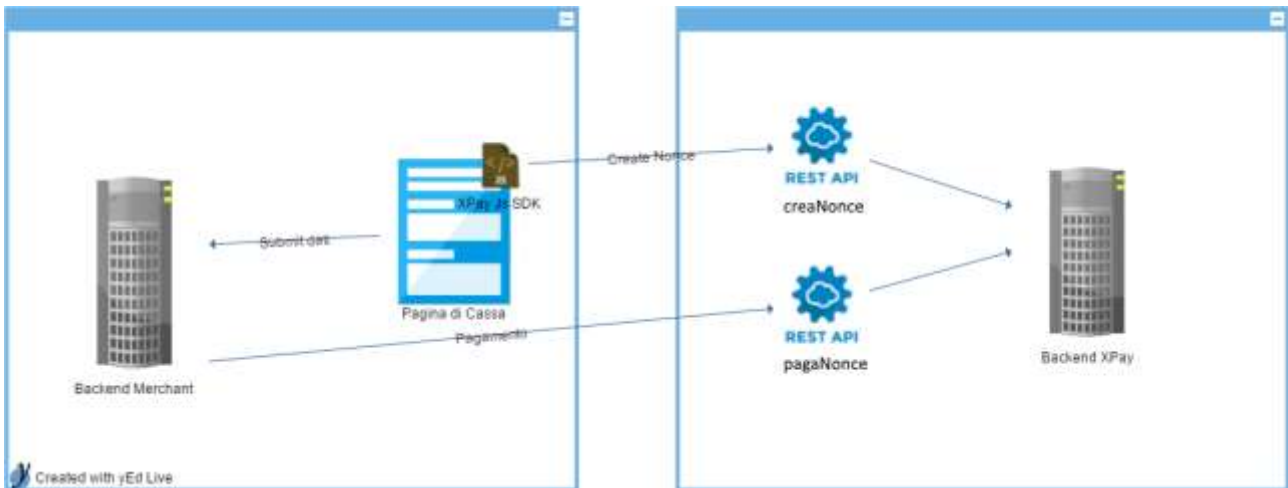 Create Nonce
REST API
creaNonce
</>
JS
XPay Js SDK
Submit dati
Pagina di Cassa
Pagamento
REST API
pagaNonce
Backend XPay
Backend Merchant
Created with yEd Live